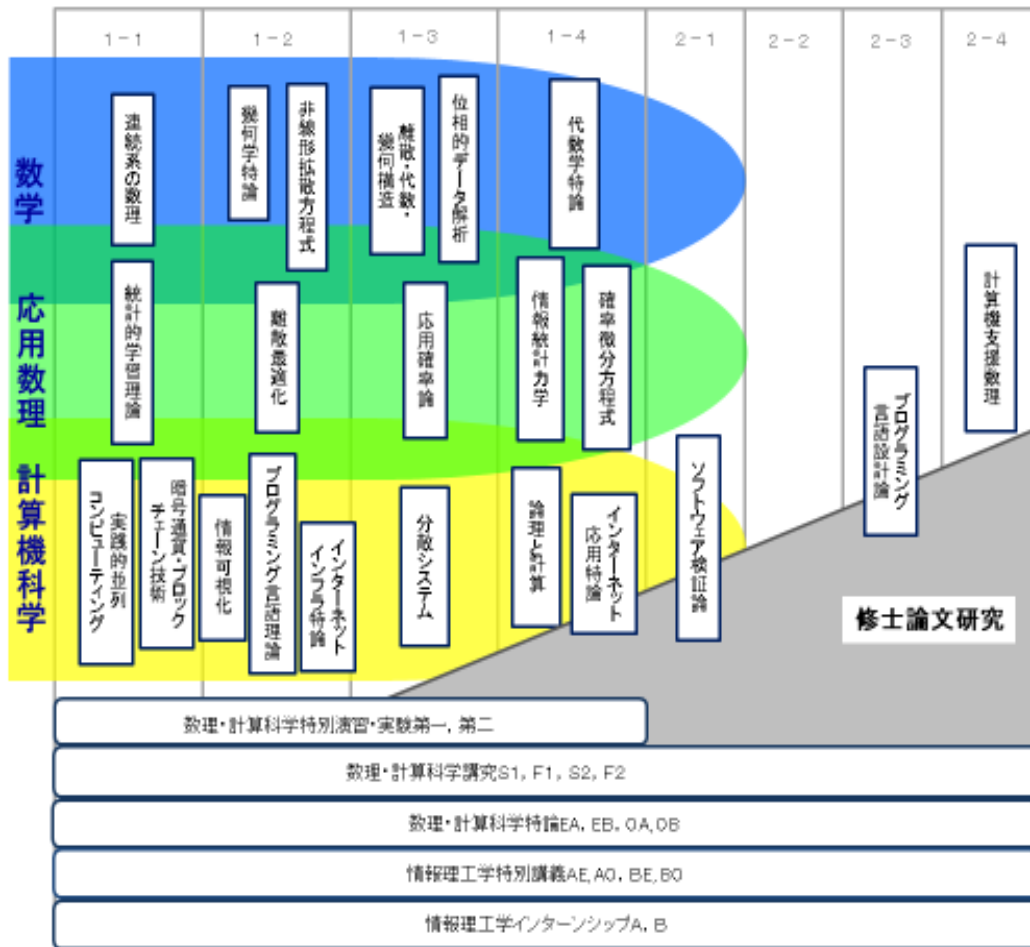 1-1
1-2
1-3
1-4
2-1
2-2
2-3
2-4
数学
連続系の数理
幾何学特論
非線形拡散方程式
離散・代数・
幾何構造
位相的データ解析
代数学特論
応用数理
統計的学習理論
離散最適化
応用確率論
情報統計力学
確率微分方程式
計算機支援数理
計算機科学
実践的並列
コンピューティング
暗号通貨・ブロック
チェーン技術
情報可視化
プログラミング言語理論
インターネット
インフラ特論
分散システム
論理と計算
インターネット
応用特論
ソフトウェア検証論
プログラミング
言語設計論
修士論文研究
数理・計算科学特別演習・実験第一, 第二
数理・計算科学講究S1, F1, S2, F2
数理・計算科学特論EA, EB, OA,OB
情報理工学特別講義AE,AO, BE,BO
情報理工学インターンシップA, B